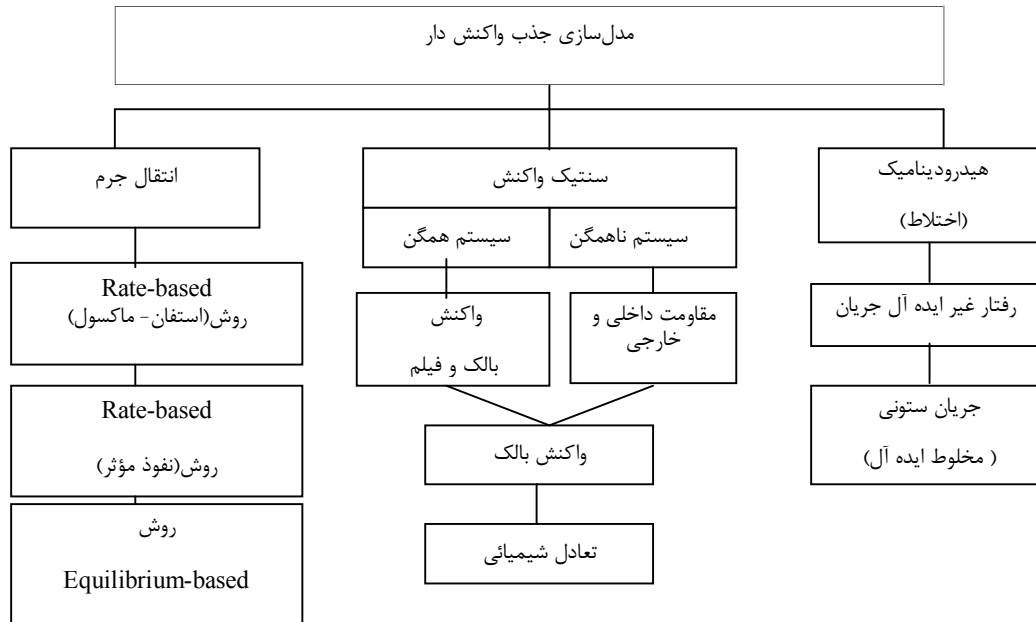 مدل‌سازی جذب واکنش دار
هیدرودینامیک
(اختلاط)
رفتار غیر ایده آل جریان
جریان ستونی
( مخلوط ایده آل)
سنتیک واکنش
سیستم ناهمگن
سیستم همگن
مقاومت داخلی و
خارجی
واکنش
بالک و فیلم
واکنش بالک
تعادل شیمیائی
انتقال جرم
Rate-based
روش(استفان- ماکسول)
Rate-based
روش(نفوذ مؤثر)
روش
Equilibrium-based